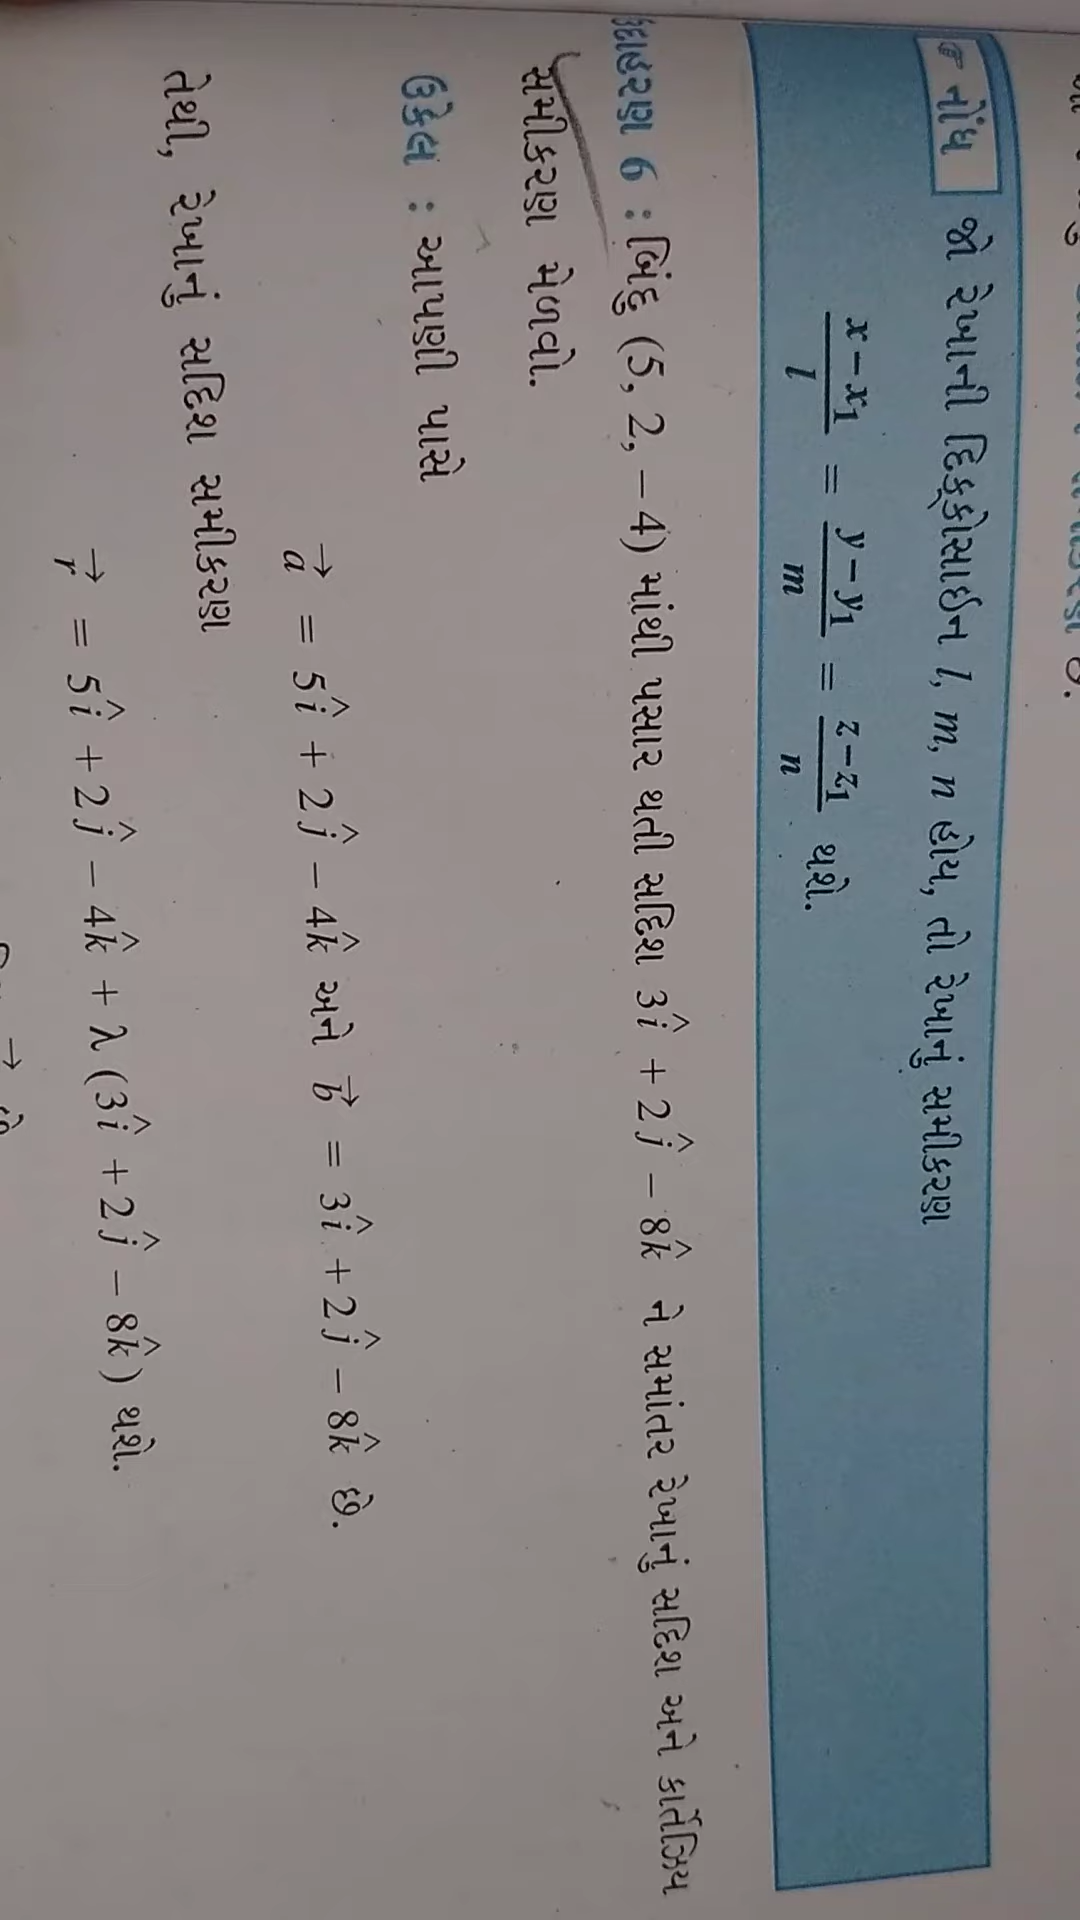 ☞ નોંધ જો રેખાની દિક્કોસાઈન l, m, n હોય, તો રેખાનું સમીકરણ
x – x₁ / l = y – y₁ / m = z – z₁ / n થશે.
ઉદાહરણ 6 : બિંદુ (5, 2, – 4) માંથી પસાર થતી સદિશ 3î + 2ĵ – 8k̂ ને સમાંતર રેખાનું સદિશ અને કાર્તેઝિય
સમીકરણ મેળવો.
ઉકેલ : આપણી પાસે
a⃗ = 5î + 2ĵ – 4k̂ અને b⃗ = 3î + 2ĵ – 8k̂ છે.
તેથી, રેખાનું સદિશ સમીકરણ
r⃗ = 5î + 2ĵ – 4k̂ + λ (3î + 2ĵ – 8k̂) થશે.